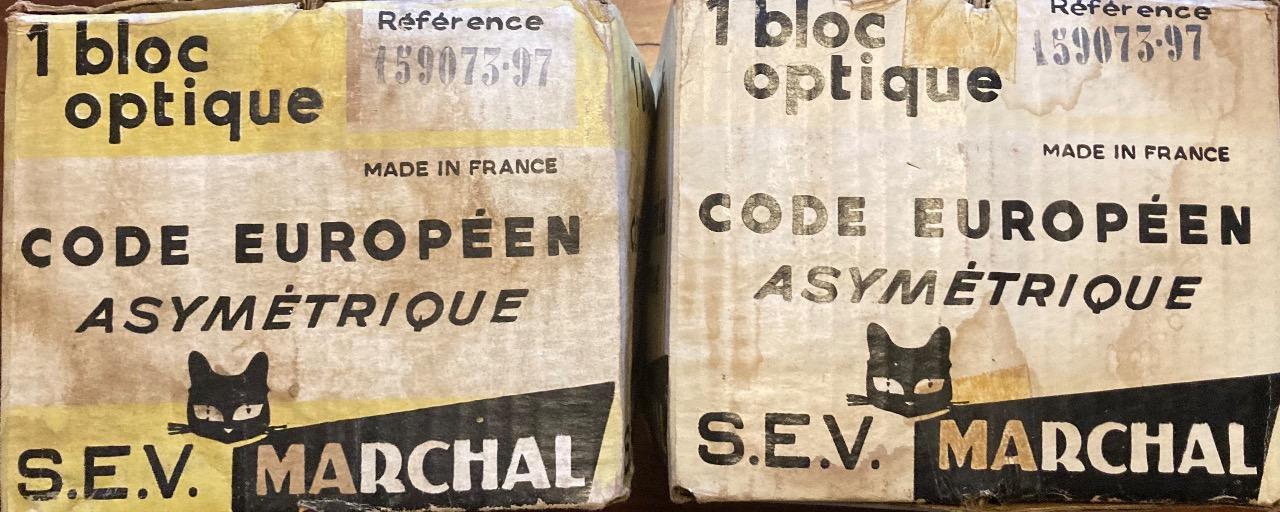 1 bloc
optique
Référence
159073·97
MADE IN FRANCE
CODE EUROPÉEN
ASYMÉTRIQUE
S.E.V. MARCHAL
1 bloc
optique
Référence
159073·97
MADE IN FRANCE
CODE EUROPÉEN
ASYMÉTRIQUE
S.E.V. MARCHAL